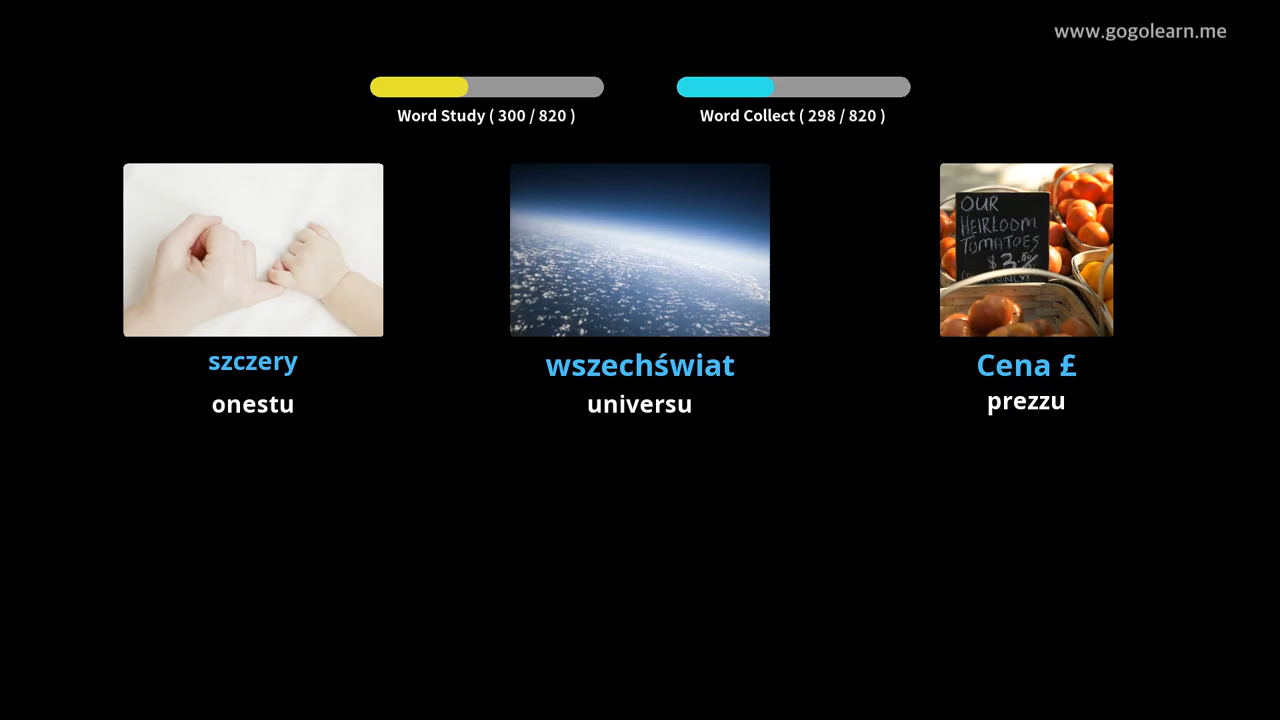 www.gogolearn.me
Word Study ( 300 / 820 )
Word Collect ( 298 / 820 )
OUR
HEIRLOOM
TOMATOES
$3
szczery
wszechświat
Cena £
onestu
universu
prezzu